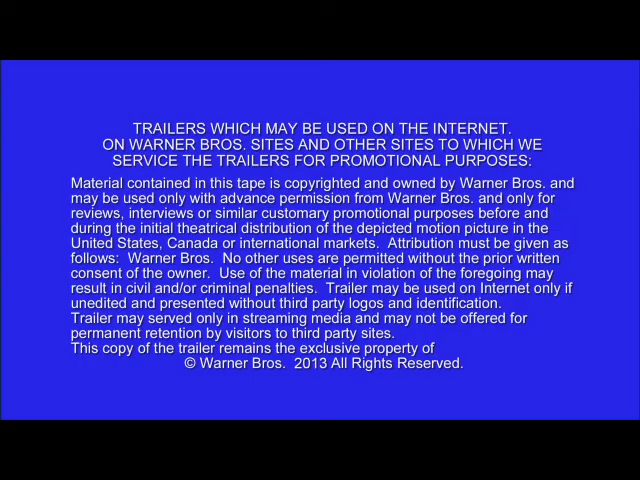 TRAILERS WHICH MAY BE USED ON THE INTERNET.
ON WARNER BROS. SITES AND OTHER SITES TO WHICH WE
SERVICE THE TRAILERS FOR PROMOTIONAL PURPOSES:
Material contained in this tape is copyrighted and owned by Warner Bros. and
may be used only with advance permission from Warner Bros. and only for
reviews, interviews or similar customary promotional purposes before and
during the initial theatrical distribution of the depicted motion picture in the
United States, Canada or international markets.  Attribution must be given as
follows:  Warner Bros.  No other uses are permitted without the prior written
consent of the owner.  Use of the material in violation of the foregoing may
result in civil and/or criminal penalties.  Trailer may be used on Internet only if
unedited and presented without third party logos and identification.
Trailer may served only in streaming media and may not be offered for
permanent retention by visitors to third party sites.
This copy of the trailer remains the exclusive property of
© Warner Bros.  2013 All Rights Reserved.